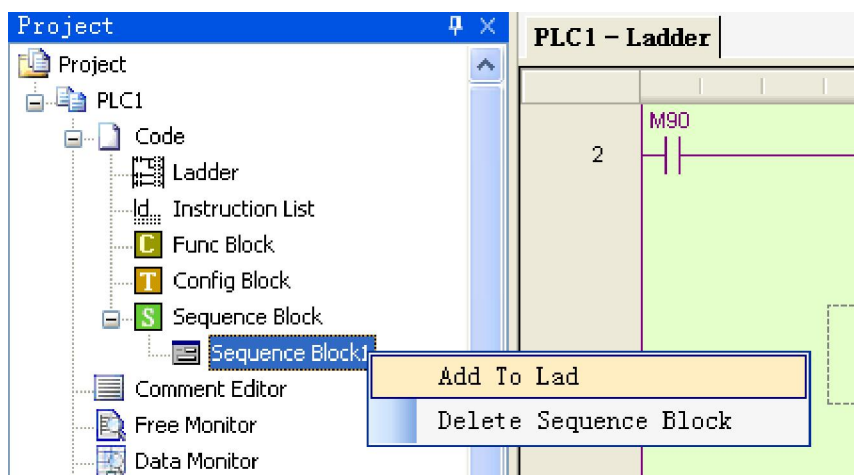 Project
Project
PLC1
Code
Ladder
Instruction List
Func Block
Config Block
Sequence Block
Sequence Block1
Comment Editor
Free Monitor
Data Monitor
Add To Lad
Delete Sequence Block
PLC1 - Ladder
M90
2